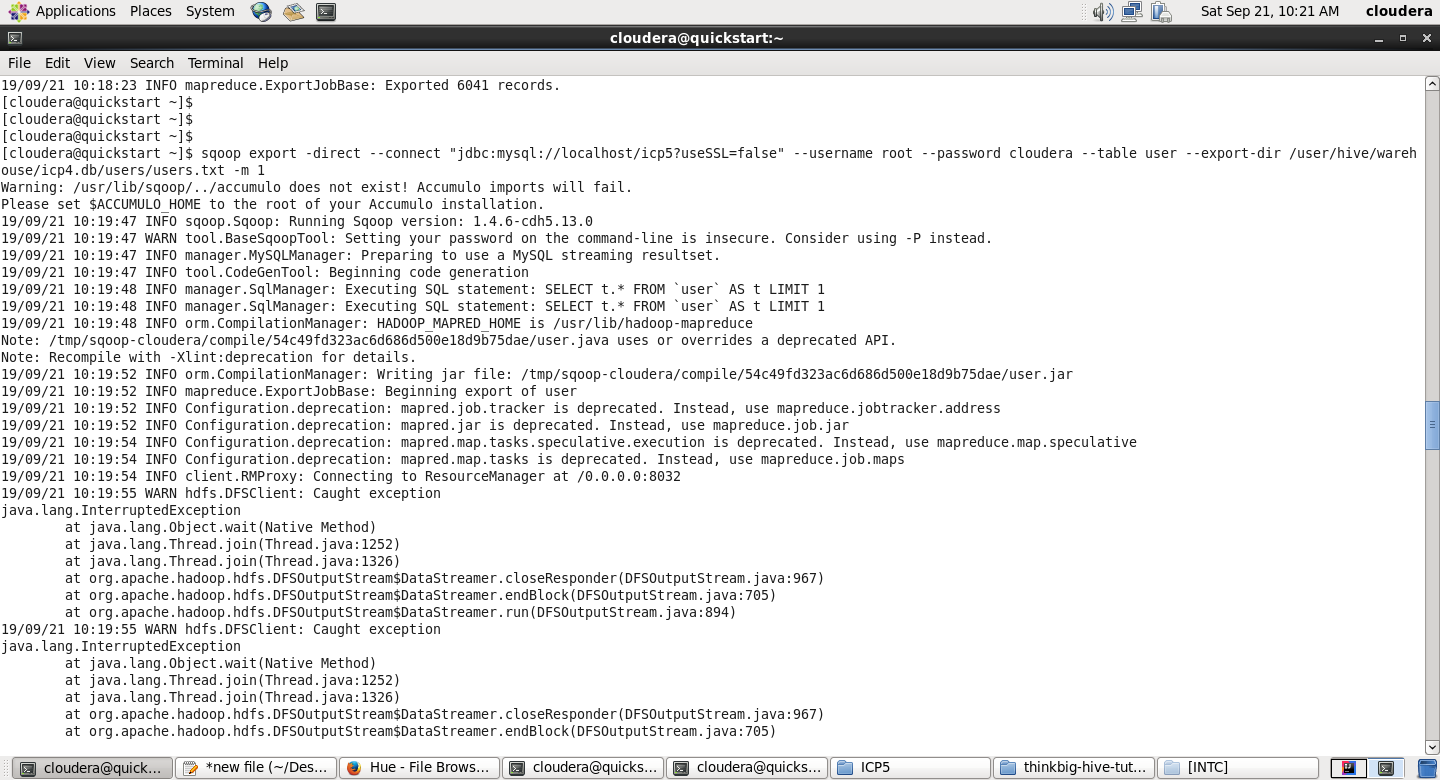 Applications Places System Sat Sep 21, 10:21 AM cloudera
cloudera@quickstart:~
File Edit View Search Terminal Help
19/09/21 10:18:23 INFO mapreduce.ExportJobBase: Exported 6041 records.
[cloudera@quickstart ~]$
[cloudera@quickstart ~]$
[cloudera@quickstart ~]$
[cloudera@quickstart ~]$ sqoop export -direct --connect "jdbc:mysql://localhost/icp5?useSSL=false" --username root --password cloudera --table user --export-dir /user/hive/wareh
ouse/icp4.db/users/users.txt -m 1
Warning: /usr/lib/sqoop/../accumulo does not exist! Accumulo imports will fail.
Please set $ACCUMULO_HOME to the root of your Accumulo installation.
19/09/21 10:19:47 INFO sqoop.Sqoop: Running Sqoop version: 1.4.6-cdh5.13.0
19/09/21 10:19:47 WARN tool.BaseSqoopTool: Setting your password on the command-line is insecure. Consider using -P instead.
19/09/21 10:19:47 INFO manager.MySQLManager: Preparing to use a MySQL streaming resultset.
19/09/21 10:19:47 INFO tool.CodeGenTool: Beginning code generation
19/09/21 10:19:48 INFO manager.SqlManager: Executing SQL statement: SELECT t.* FROM `user` AS t LIMIT 1
19/09/21 10:19:48 INFO manager.SqlManager: Executing SQL statement: SELECT t.* FROM `user` AS t LIMIT 1
19/09/21 10:19:48 INFO orm.CompilationManager: HADOOP_MAPRED_HOME is /usr/lib/hadoop-mapreduce
Note: /tmp/sqoop-cloudera/compile/54c49fd323ac6d686d500e18d9b75dae/user.java uses or overrides a deprecated API.
Note: Recompile with -Xlint:deprecation for details.
19/09/21 10:19:52 INFO orm.CompilationManager: Writing jar file: /tmp/sqoop-cloudera/compile/54c49fd323ac6d686d500e18d9b75dae/user.jar
19/09/21 10:19:52 INFO mapreduce.ExportJobBase: Beginning export of user
19/09/21 10:19:52 INFO Configuration.deprecation: mapred.job.tracker is deprecated. Instead, use mapreduce.jobtracker.address
19/09/21 10:19:52 INFO Configuration.deprecation: mapred.jar is deprecated. Instead, use mapreduce.job.jar
19/09/21 10:19:54 INFO Configuration.deprecation: mapred.map.tasks.speculative.execution is deprecated. Instead, use mapreduce.map.speculative
19/09/21 10:19:54 INFO Configuration.deprecation: mapred.map.tasks is deprecated. Instead, use mapreduce.job.maps
19/09/21 10:19:54 INFO client.RMProxy: Connecting to ResourceManager at /0.0.0.0:8032
19/09/21 10:19:55 WARN hdfs.DFSClient: Caught exception
java.lang.InterruptedException
at java.lang.Object.wait(Native Method)
at java.lang.Thread.join(Thread.java:1252)
at java.lang.Thread.join(Thread.java:1326)
at org.apache.hadoop.hdfs.DFSOutputStream$DataStreamer.closeResponder(DFSOutputStream.java:967)
at org.apache.hadoop.hdfs.DFSOutputStream$DataStreamer.endBlock(DFSOutputStream.java:705)
at org.apache.hadoop.hdfs.DFSOutputStream$DataStreamer.run(DFSOutputStream.java:894)
19/09/21 10:19:55 WARN hdfs.DFSClient: Caught exception
java.lang.InterruptedException
at java.lang.Object.wait(Native Method)
at java.lang.Thread.join(Thread.java:1252)
at java.lang.Thread.join(Thread.java:1326)
at org.apache.hadoop.hdfs.DFSOutputStream$DataStreamer.closeResponder(DFSOutputStream.java:967)
at org.apache.hadoop.hdfs.DFSOutputStream$DataStreamer.endBlock(DFSOutputStream.java:705)
cloudera@quick... *new file (~/Des... Hue - File Brows... cloudera@quicks... cloudera@quicks... ICP5 thinkbig-hive-tut... [INTC]